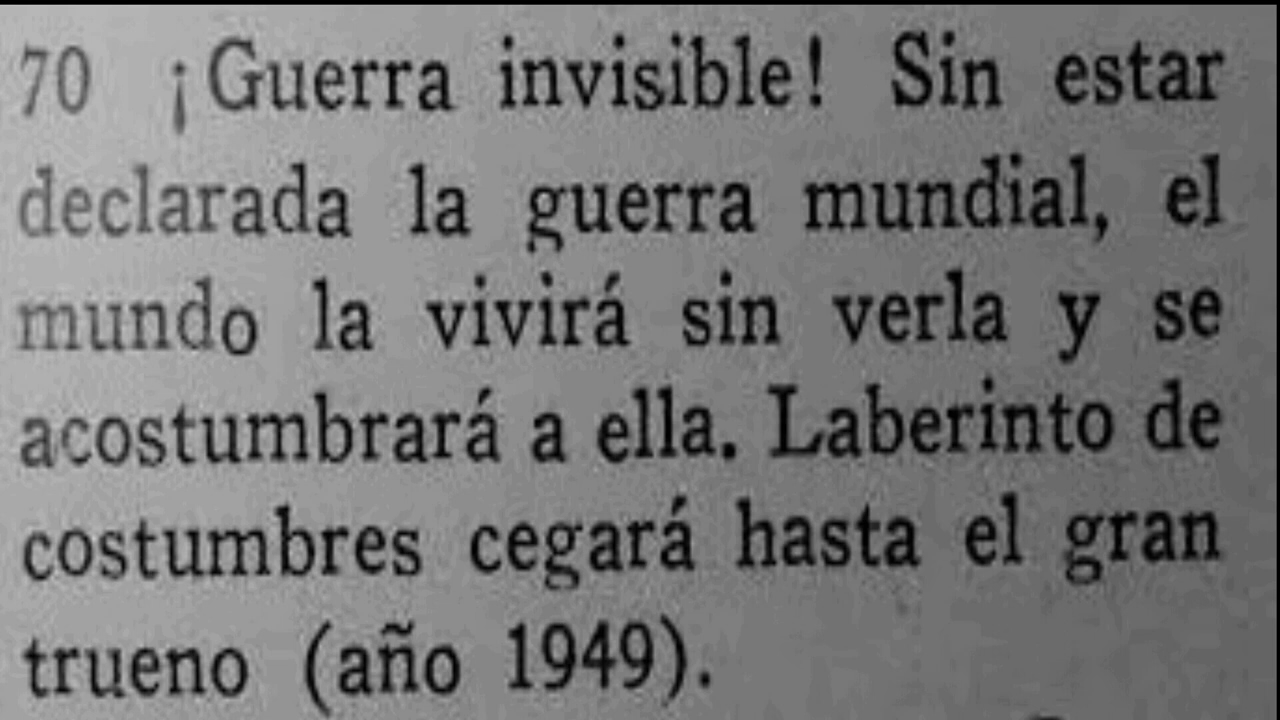 70 ¡Guerra invisible! Sin estar
declarada la guerra mundial, el
mundo la vivirá sin verla y se
acostumbrará a ella. Laberinto de
costumbres cegará hasta el gran
trueno (año 1949).